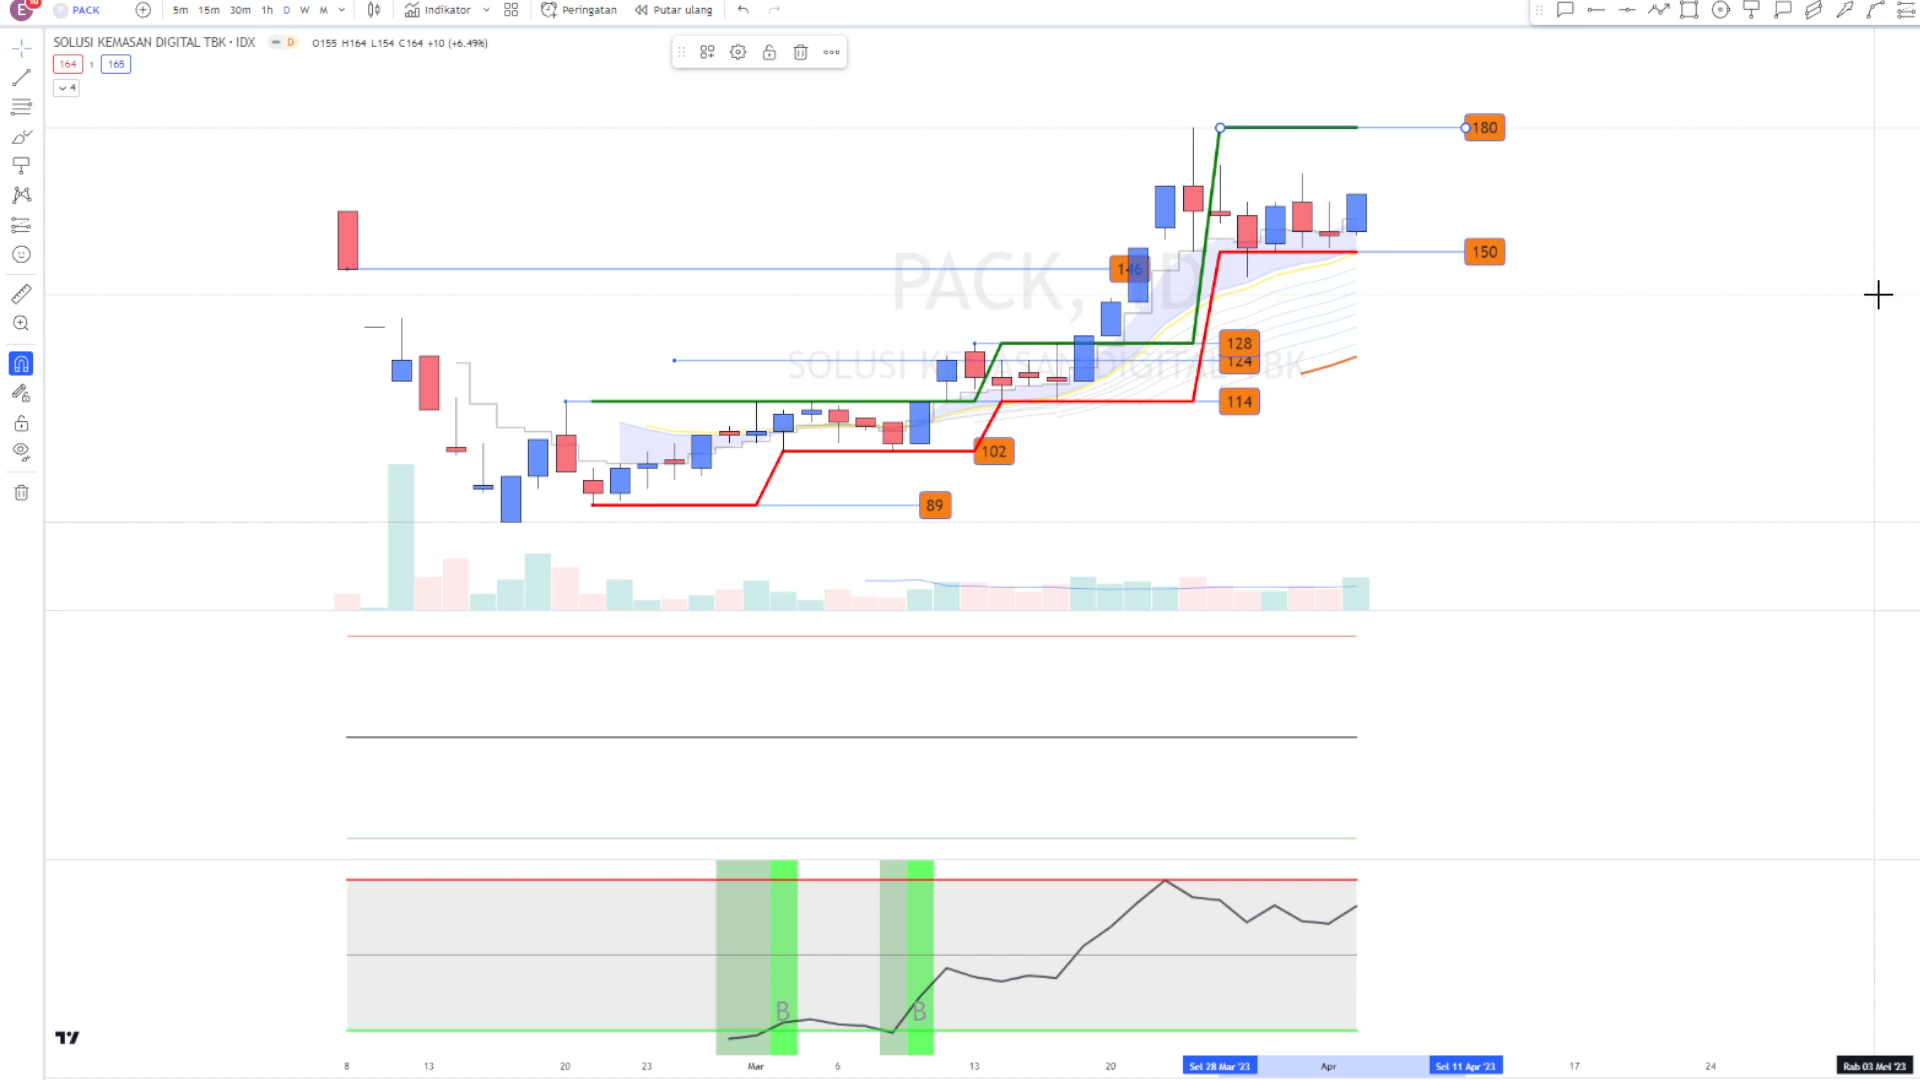 E 10 PACK 5m 15m 30m 1h D W M Indikator Peringatan Putar ulang
SOLUSI KEMASAN DIGITAL TBK · IDX D O155 H164 L154 C164 +10 (+6.49%)
164 1 165
4
180
150
PACK, 1D
146
128
SOLUSI KEMASAN DIGITAL TBK
124
114
102
89
B B
8 13 20 23 Mar 6 13 20 Sel 28 Mar '23 Apr Sel 11 Apr '23 17 24 Rab 03 Mei '23